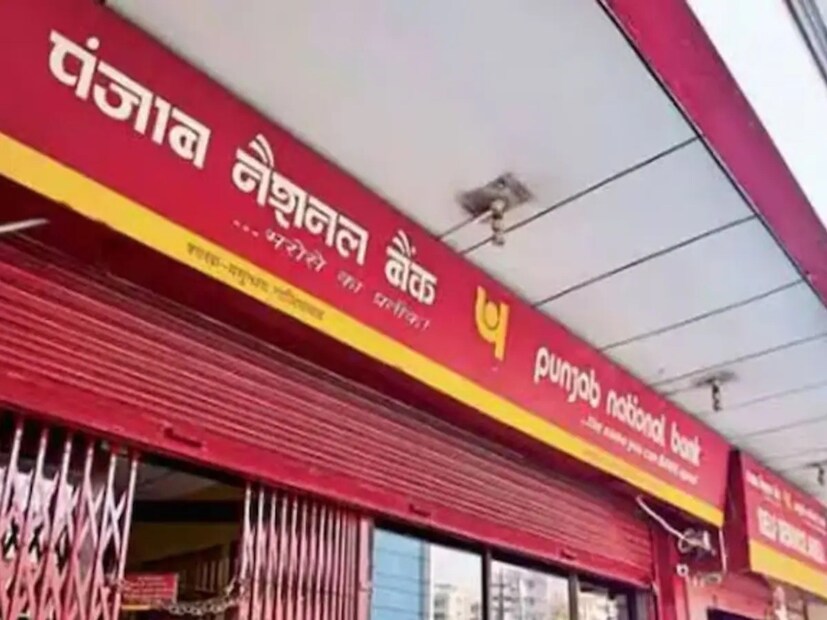 पंजाब नैशनल बैंक
...भरोसे का प्रतीक!
punjab national bank
...the name you can BANK upon!